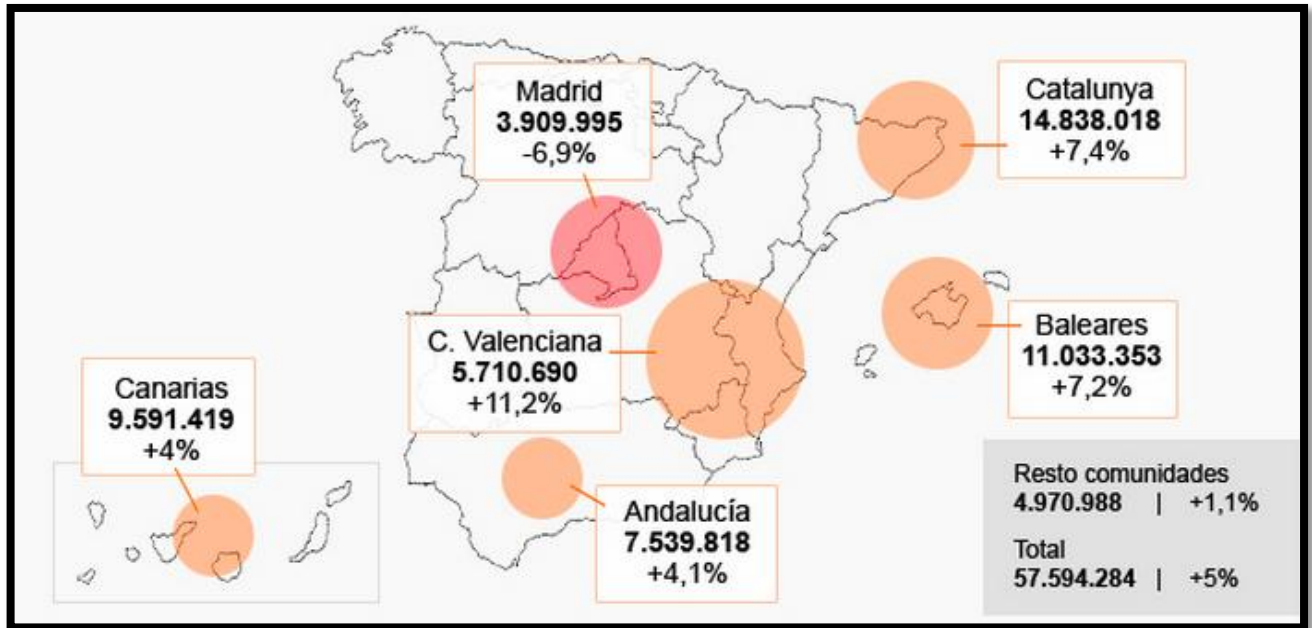 Madrid
3.909.995
-6,9%
Catalunya
14.838.018
+7,4%
C. Valenciana
5.710.690
+11,2%
Baleares
11.033.353
+7,2%
Canarias
9.591.419
+4%
Andalucía
7.539.818
+4,1%
Resto comunidades
4.970.988 | +1,1%
Total
57.594.284 | +5%